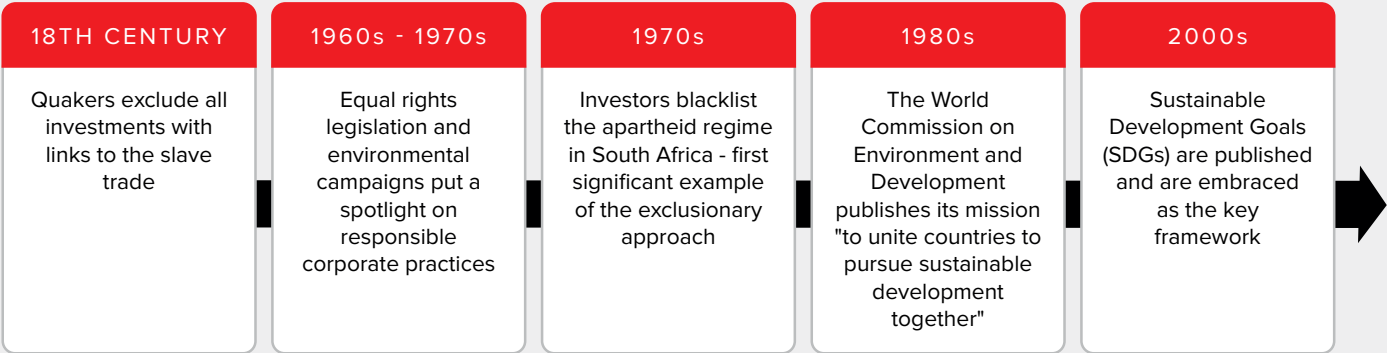 18TH CENTURY
Quakers exclude all
investments with
links to the slave
trade
1960s - 1970s
Equal rights
legislation and
environmental
campaigns put a
spotlight on
responsible
corporate practices
1970s
Investors blacklist
the apartheid regime
in South Africa - first
significant example
of the exclusionary
approach
1980s
The World
Commission on
Environment and
Development
publishes its mission
"to unite countries to
pursue sustainable
development
together"
2000s
Sustainable
Development Goals
(SDGs) are published
and are embraced
as the key
framework